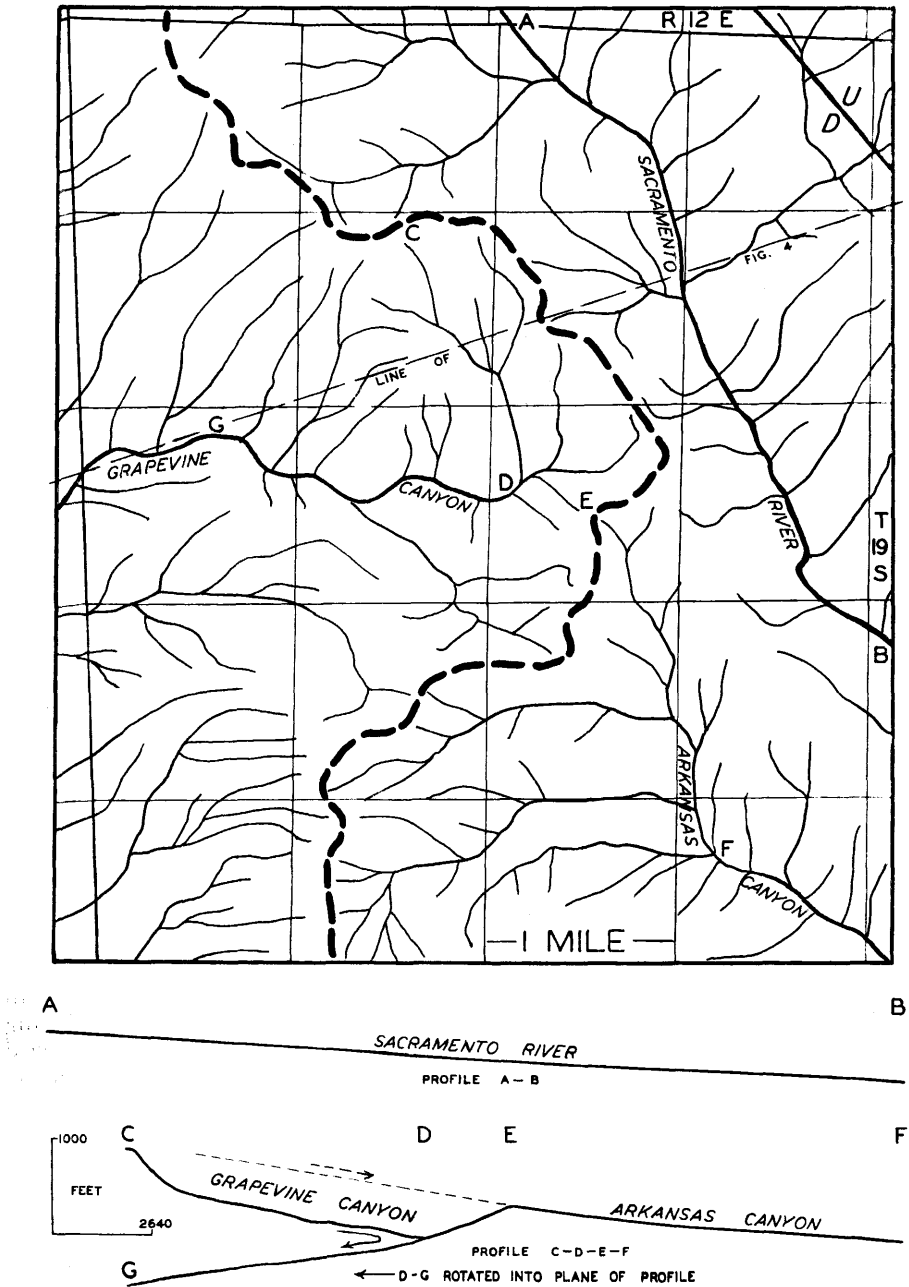 A
R 12 E
U
D
SACRAMENTO
C
FIG. 4
LINE OF
G
GRAPEVINE
CANYON
D
E
RIVER
T
19
S
B
ARKANSAS
F
CANYON
1 MILE
A
B
SACRAMENTO RIVER
PROFILE A-B
C
D
E
F
1000
FEET
2640
GRAPEVINE CANYON
ARKANSAS CANYON
G
PROFILE C-D-E-F
D-G ROTATED INTO PLANE OF PROFILE